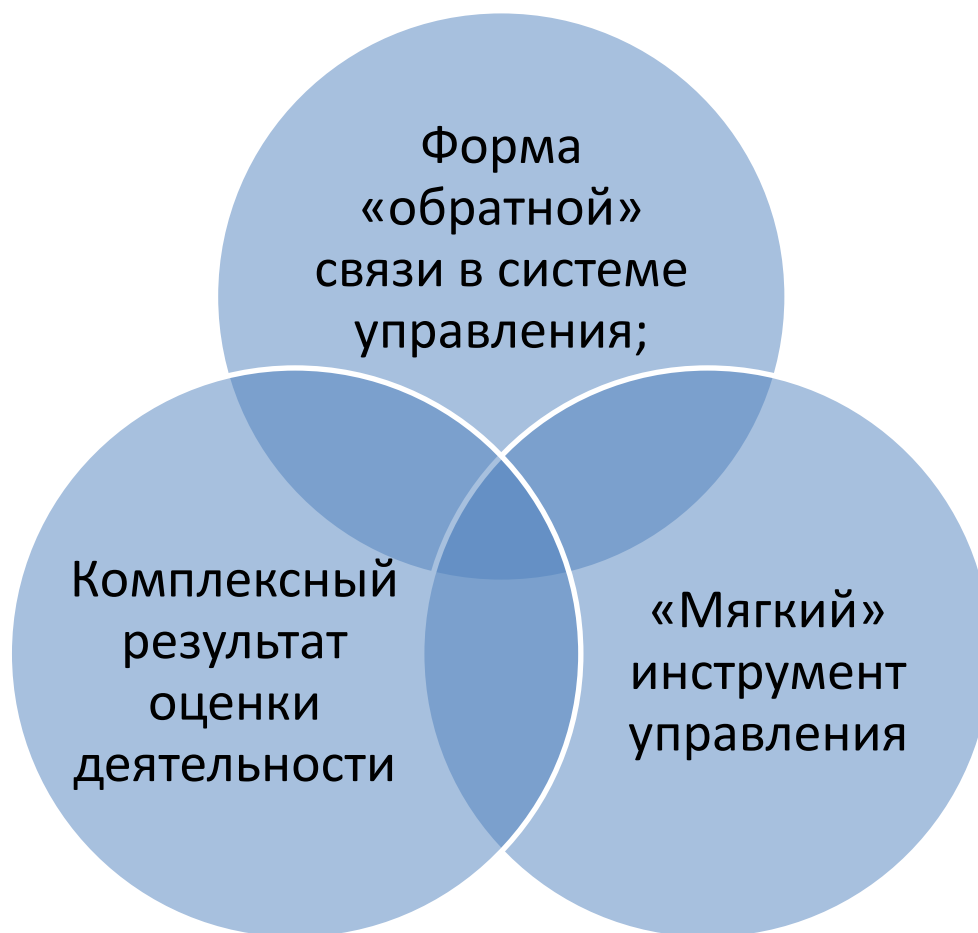 Форма
«обратной»
связи в системе
управления;
Комплексный
результат
оценки
деятельности
«Мягкий»
инструмент
управления